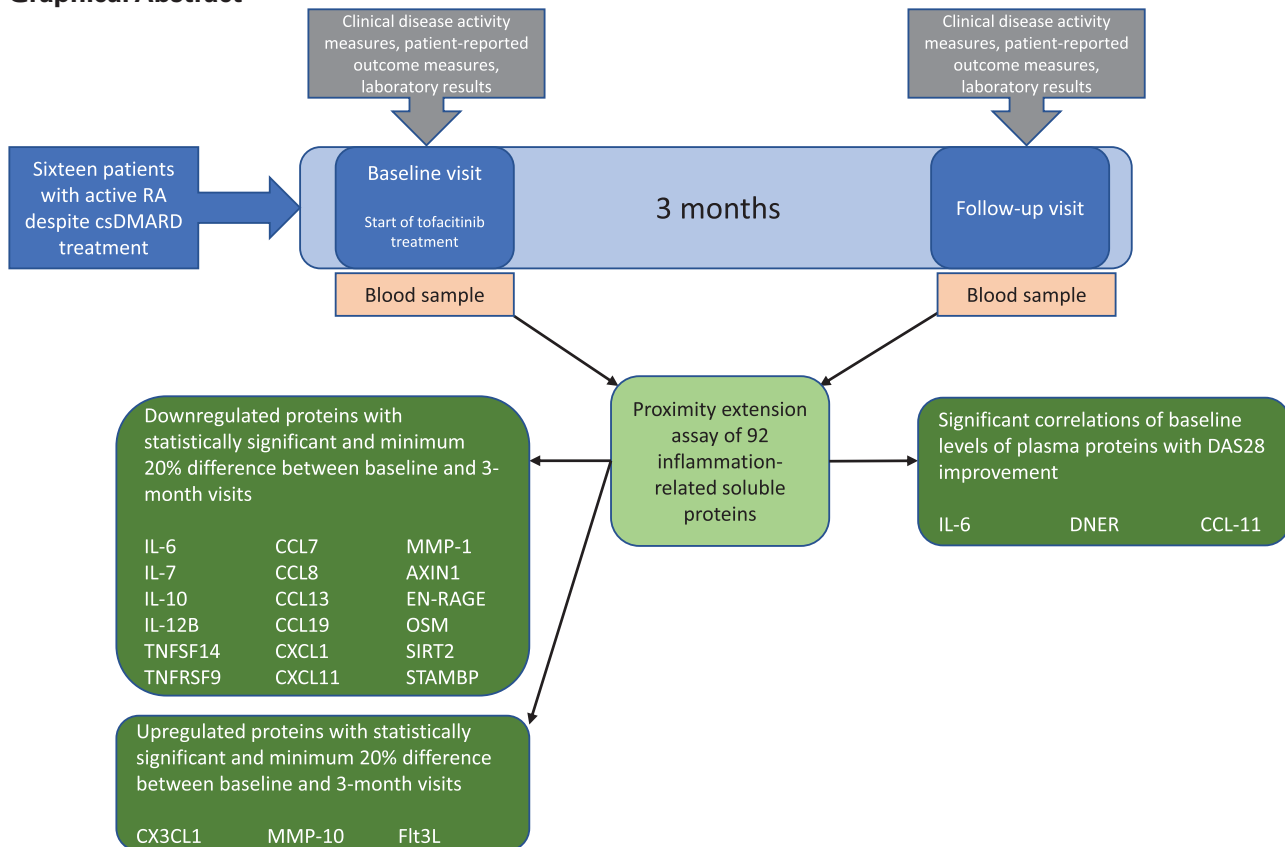 Graphical Abstract
Clinical disease activity
measures, patient-reported
outcome measures,
laboratory results
Clinical disease activity
measures, patient-reported
outcome measures,
laboratory results
Sixteen patients
with active RA
despite csDMARD
treatment
Baseline visit
Start of tofacitinib
treatment
3 months
Follow-up visit
Blood sample
Blood sample
Proximity extension
assay of 92
inflammation-
related soluble
proteins
Downregulated proteins with
statistically significant and minimum
20% difference between baseline and 3-
month visits
IL-6 CCL7 MMP-1
IL-7 CCL8 AXIN1
IL-10 CCL13 EN-RAGE
IL-12B CCL19 OSM
TNFSF14 CXCL1 SIRT2
TNFRSF9 CXCL11 STAMBP
Significant correlations of baseline
levels of plasma proteins with DAS28
improvement
IL-6 DNER CCL-11
Upregulated proteins with statistically
significant and minimum 20% difference
between baseline and 3-month visits
CX3CL1 MMP-10 Flt3L